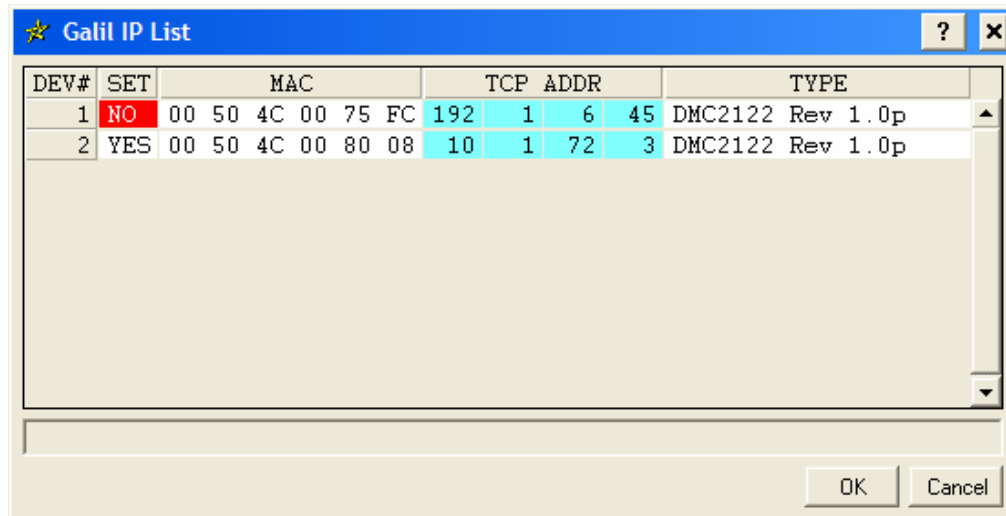 Galil IP List ?
DEV# SET MAC TCP ADDR TYPE
1 NO 00 50 4C 00 75 FC 192 1 6 45 DMC2122 Rev 1.0p
2 YES 00 50 4C 00 80 08 10 1 72 3 DMC2122 Rev 1.0p
OK Cancel